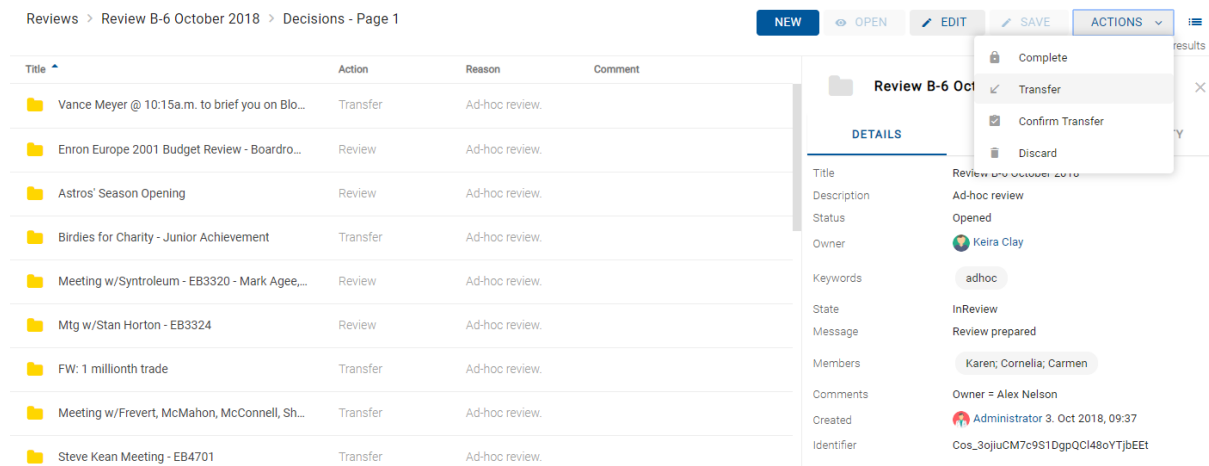 Reviews > Review B-6 October 2018 > Decisions - Page 1
NEW OPEN EDIT SAVE ACTIONS
results
Title Action Reason Comment
Vance Meyer @ 10:15a.m. to brief you on Blo... Transfer Ad-hoc review.
Enron Europe 2001 Budget Review - Boardro... Review Ad-hoc review.
Astros' Season Opening Review Ad-hoc review.
Birdies for Charity - Junior Achievement Transfer Ad-hoc review.
Meeting w/Syntroleum - EB3320 - Mark Agee,... Review Ad-hoc review.
Mtg w/Stan Horton - EB3324 Review Ad-hoc review.
FW: 1 millionth trade Transfer Ad-hoc review.
Meeting w/Frevert, McMahon, McConnell, Sh... Transfer Ad-hoc review.
Steve Kean Meeting - EB4701 Transfer Ad-hoc review.
Complete
Transfer
Confirm Transfer
Discard
Review B-6 Oct
DETAILS
Title Review B-6 October 2018
Description Ad-hoc review
Status Opened
Owner Keira Clay
Keywords adhoc
State InReview
Message Review prepared
Members Karen; Cornelia; Carmen
Comments Owner = Alex Nelson
Created Administrator 3. Oct 2018, 09:37
Identifier Cos_3ojiuCM7c9S1DgpQCl48oYTjbEEt